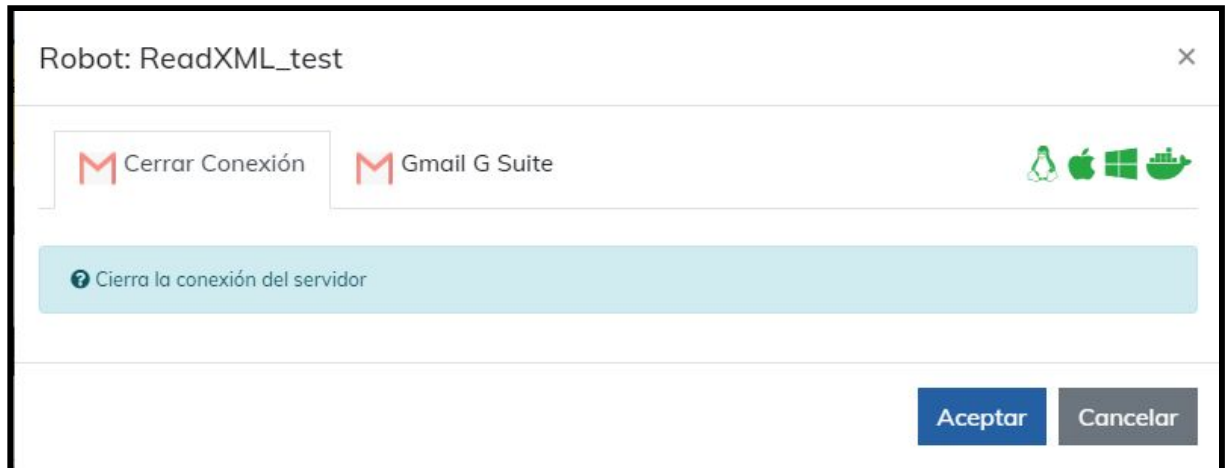 Robot: ReadXML_test ×
Cerrar Conexión Gmail G Suite
Cierra la conexión del servidor
Aceptar Cancelar